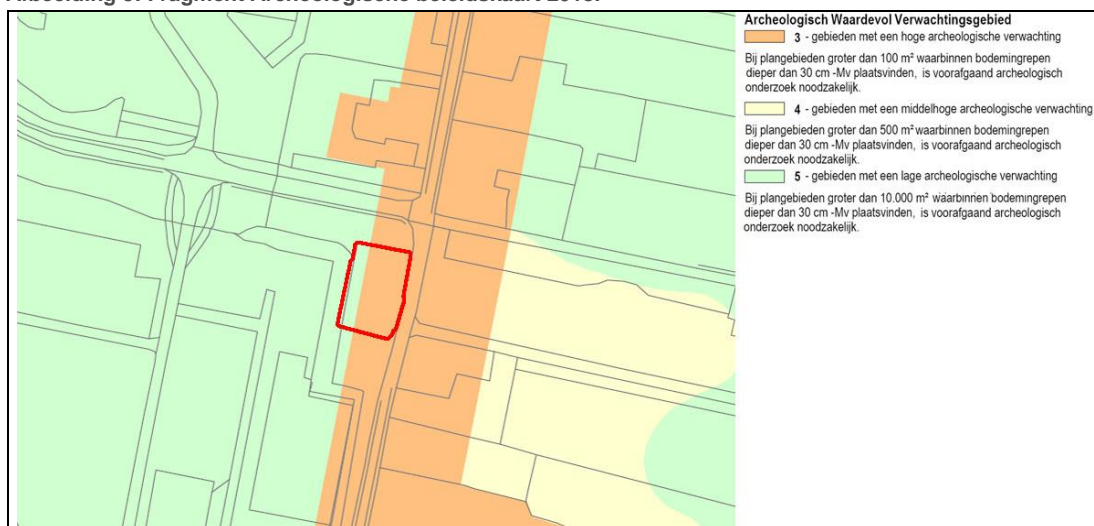 Archeologisch Waardevol Verwachtingsgebied
3 - gebieden met een hoge archeologische verwachting
Bij plangebieden groter dan 100 m² waarbinnen bodemingrepen
dieper dan 30 cm -Mv plaatsvinden, is voorafgaand archeologisch
onderzoek noodzakelijk.
4 - gebieden met een middelhoge archeologische verwachting
Bij plangebieden groter dan 500 m² waarbinnen bodemingrepen
dieper dan 30 cm -Mv plaatsvinden, is voorafgaand archeologisch
onderzoek noodzakelijk.
5 - gebieden met een lage archeologische verwachting
Bij plangebieden groter dan 10.000 m² waarbinnen bodemingrepen
dieper dan 30 cm -Mv plaatsvinden, is voorafgaand archeologisch
onderzoek noodzakelijk.